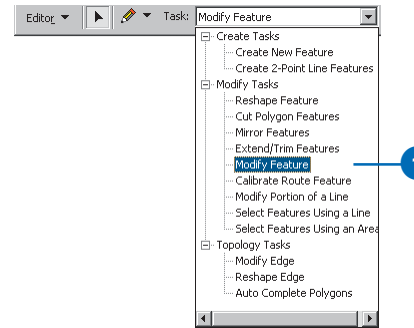 Editor Task: Modify Feature
Create Tasks
Create New Feature
Create 2-Point Line Features
Modify Tasks
Reshape Feature
Cut Polygon Features
Mirror Features
Extend/Trim Features
Modify Feature
Calibrate Route Feature
Modify Portion of a Line
Select Features Using a Line
Select Features Using an Area
Topology Tasks
Modify Edge
Reshape Edge
Auto Complete Polygons